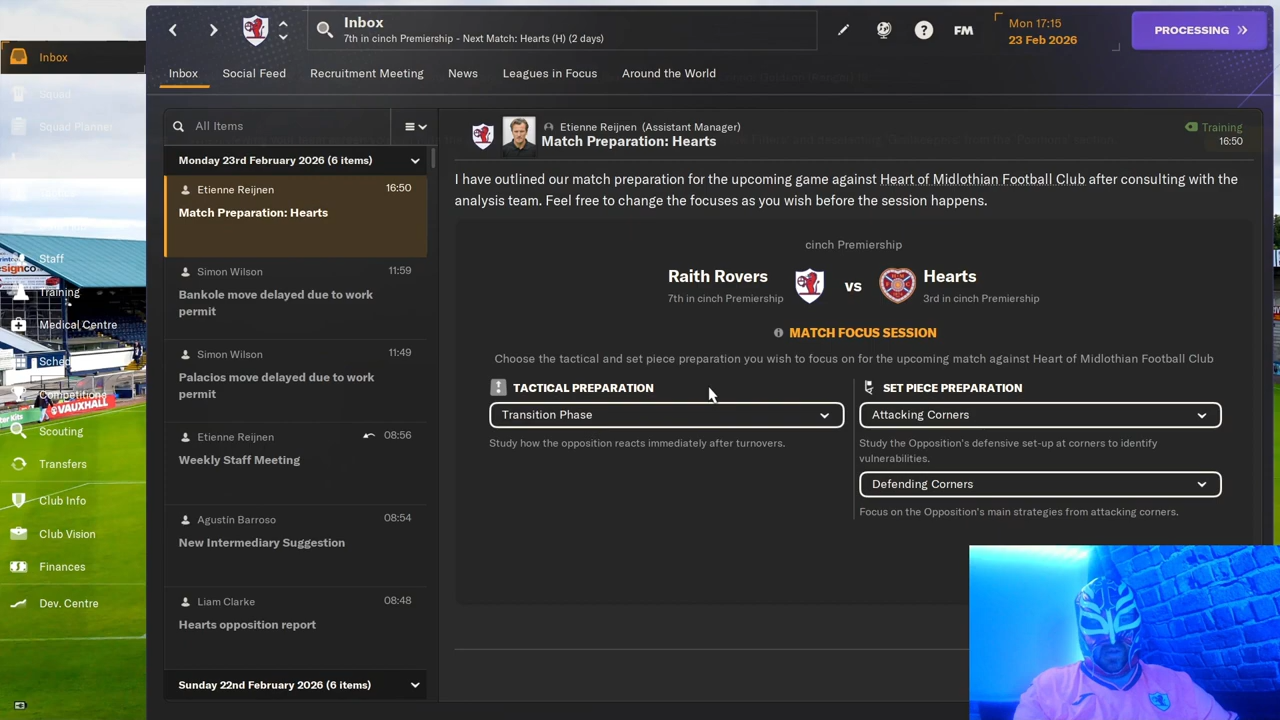 Inbox
7th in cinch Premiership - Next Match: Hearts (H) (2 days)
FM
Mon 17:15
23 Feb 2026
PROCESSING
Inbox
Social Feed
Recruitment Meeting
News
Leagues in Focus
Around the World
Inbox
Squad
Squad Planner
Staff
Training
Medical Centre
Sched
Competitions
VAUXHALL
Scouting
Transfers
Club Info
Club Vision
Finances
Dev. Centre
All Items
Monday 23rd February 2026 (6 items)
Etienne Reijnen 16:50
Match Preparation: Hearts
Simon Wilson 11:59
Bankole move delayed due to work
permit
Simon Wilson 11:49
Palacios move delayed due to work
permit
Etienne Reijnen 08:56
Weekly Staff Meeting
Agustín Barroso 08:54
New Intermediary Suggestion
Liam Clarke 08:48
Hearts opposition report
Sunday 22nd February 2026 (6 items)
Etienne Reijnen (Assistant Manager)
Match Preparation: Hearts
Training
16:50
I have outlined our match preparation for the upcoming game against Heart of Midlothian Football Club after consulting with the
analysis team. Feel free to change the focuses as you wish before the session happens.
cinch Premiership
Raith Rovers
7th in cinch Premiership
vs
Hearts
3rd in cinch Premiership
MATCH FOCUS SESSION
Choose the tactical and set piece preparation you wish to focus on for the upcoming match against Heart of Midlothian Football Club
TACTICAL PREPARATION
Transition Phase
Study how the opposition reacts immediately after turnovers.
SET PIECE PREPARATION
Attacking Corners
Study the Opposition's defensive set-up at corners to identify
vulnerabilities.
Defending Corners
Focus on the Opposition's main strategies from attacking corners.